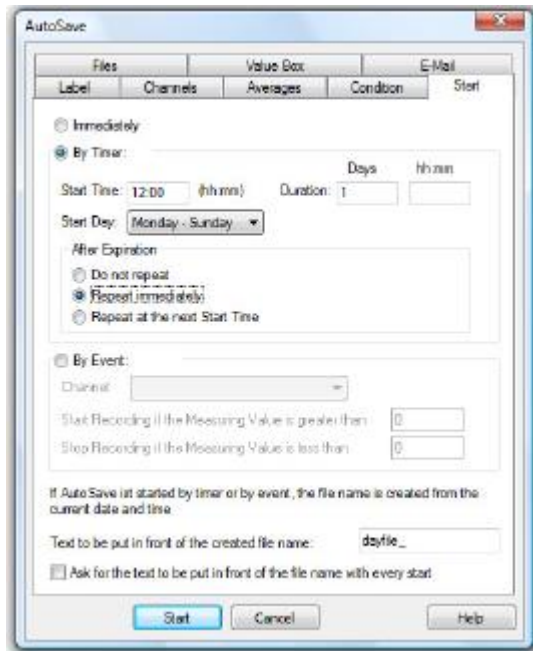 AutoSave
Files Value Box E-Mail
Label Channels Averages Condition Start
Immediately
By Timer:
Days hh:mm
Start Time: 12:00 (hh:mm) Duration: 1
Start Day: Monday - Sunday
After Expiration
Do not repeat
Repeat immediately
Repeat at the next Start Time
By Event:
Channel
Start Recording if the Measuring Value is greater than: 0
Stop Recording if the Measuring Value is less than: 0
If AutoSave ist started by timer or by event, the file name is created from the
current date and time
Text to be put in front of the created file name: dayfile_
Ask for the text to be put in front of the file name with every start
Start Cancel Help